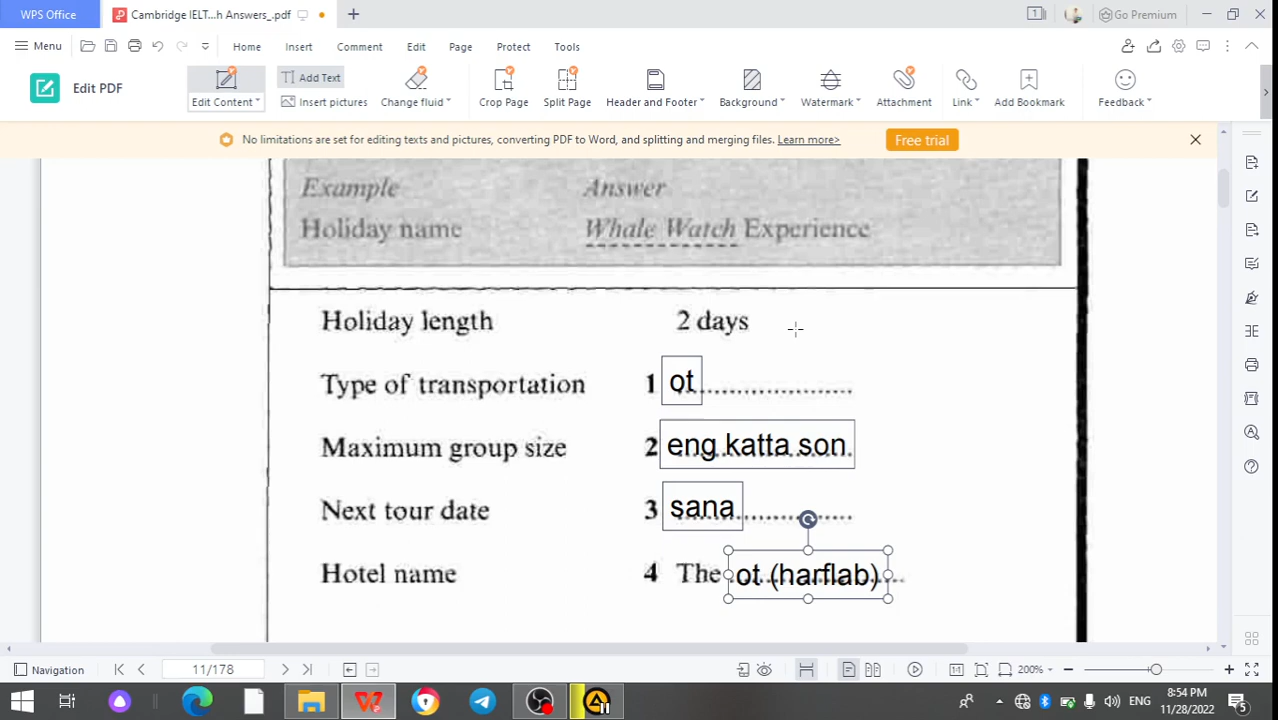 WPS Office Cambridge IELT...h Answers_.pdf 1 Go Premium
Menu Home Insert Comment Edit Page Protect Tools
Edit PDF Edit Content Add Text Insert pictures Change fluid Crop Page Split Page Header and Footer Background Watermark Attachment Link Add Bookmark Feedback
No limitations are set for editing texts and pictures, converting PDF to Word, and splitting and merging files. Learn more> Free trial
Example Answer
Holiday name Whale Watch Experience
Holiday length 2 days
Type of transportation 1 ot......................
Maximum group size 2 eng katta son.
Next tour date 3 sana................
Hotel name 4 The ot (harflab)...
Navigation 11/178 1:1 200%
ENG 8:54 PM 11/28/2022 5